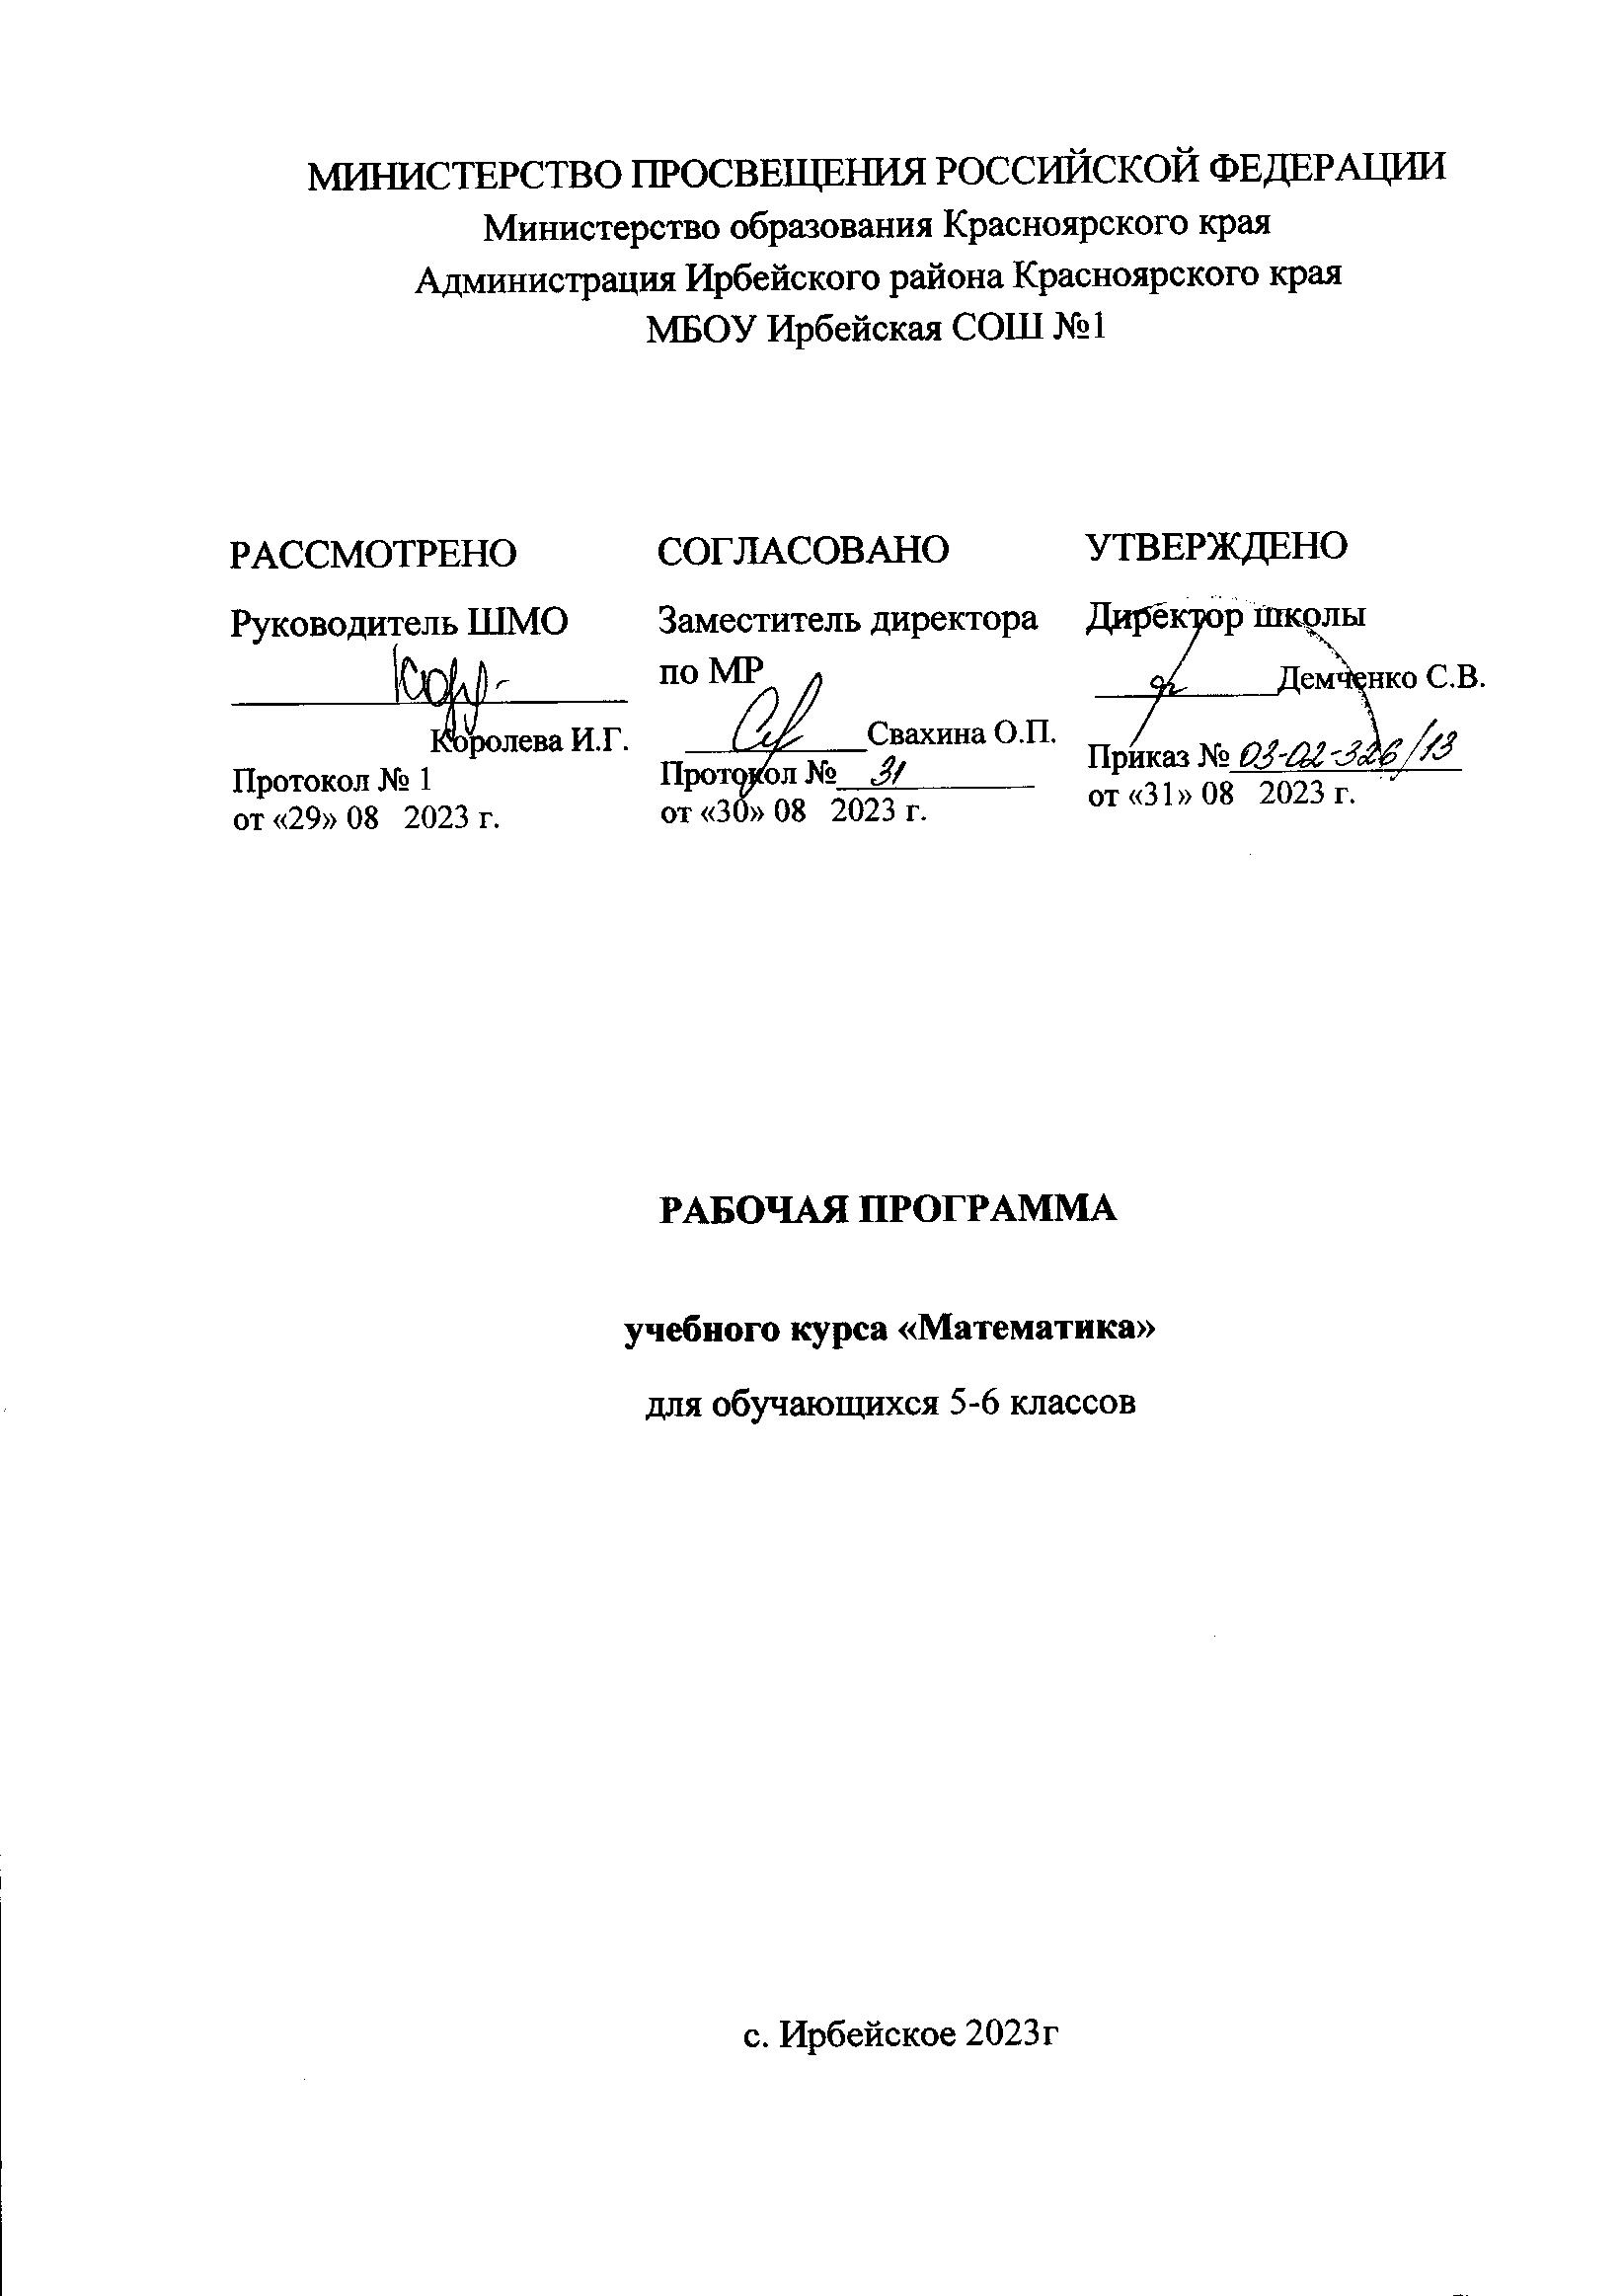 МИНИСТЕРСТВО ПРОСВЕЩЕНИЯ РОССИЙСКОЙ ФЕДЕРАЦИИ
Министерство образования Красноярского края
Администрация Ирбейского района Красноярского края
МБОУ Ирбейская СОШ №1
РАССМОТРЕНО
Руководитель ШМО
Королева И.Г.
Протокол № 1
от «29» 08 2023 г.
СОГЛАСОВАНО
Заместитель директора
по МР
Свахина О.П.
Протокол № 31
от «30» 08 2023 г.
УТВЕРЖДЕНО
Директор школы
Демченко С.В.
Приказ № 03-02-326/13
от «31» 08 2023 г.
РАБОЧАЯ ПРОГРАММА
учебного курса «Математика»
для обучающихся 5-6 классов
с. Ирбейское 2023г